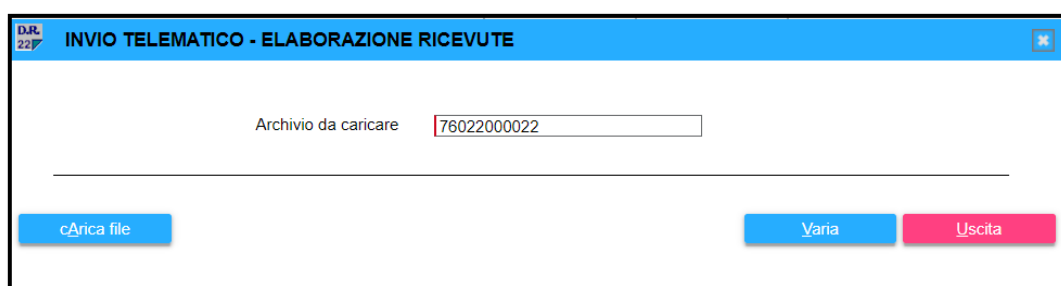 D.R.
22
INVIO TELEMATICO - ELABORAZIONE RICEVUTE
Archivio da caricare 76022000022
cArica file Varia Uscita